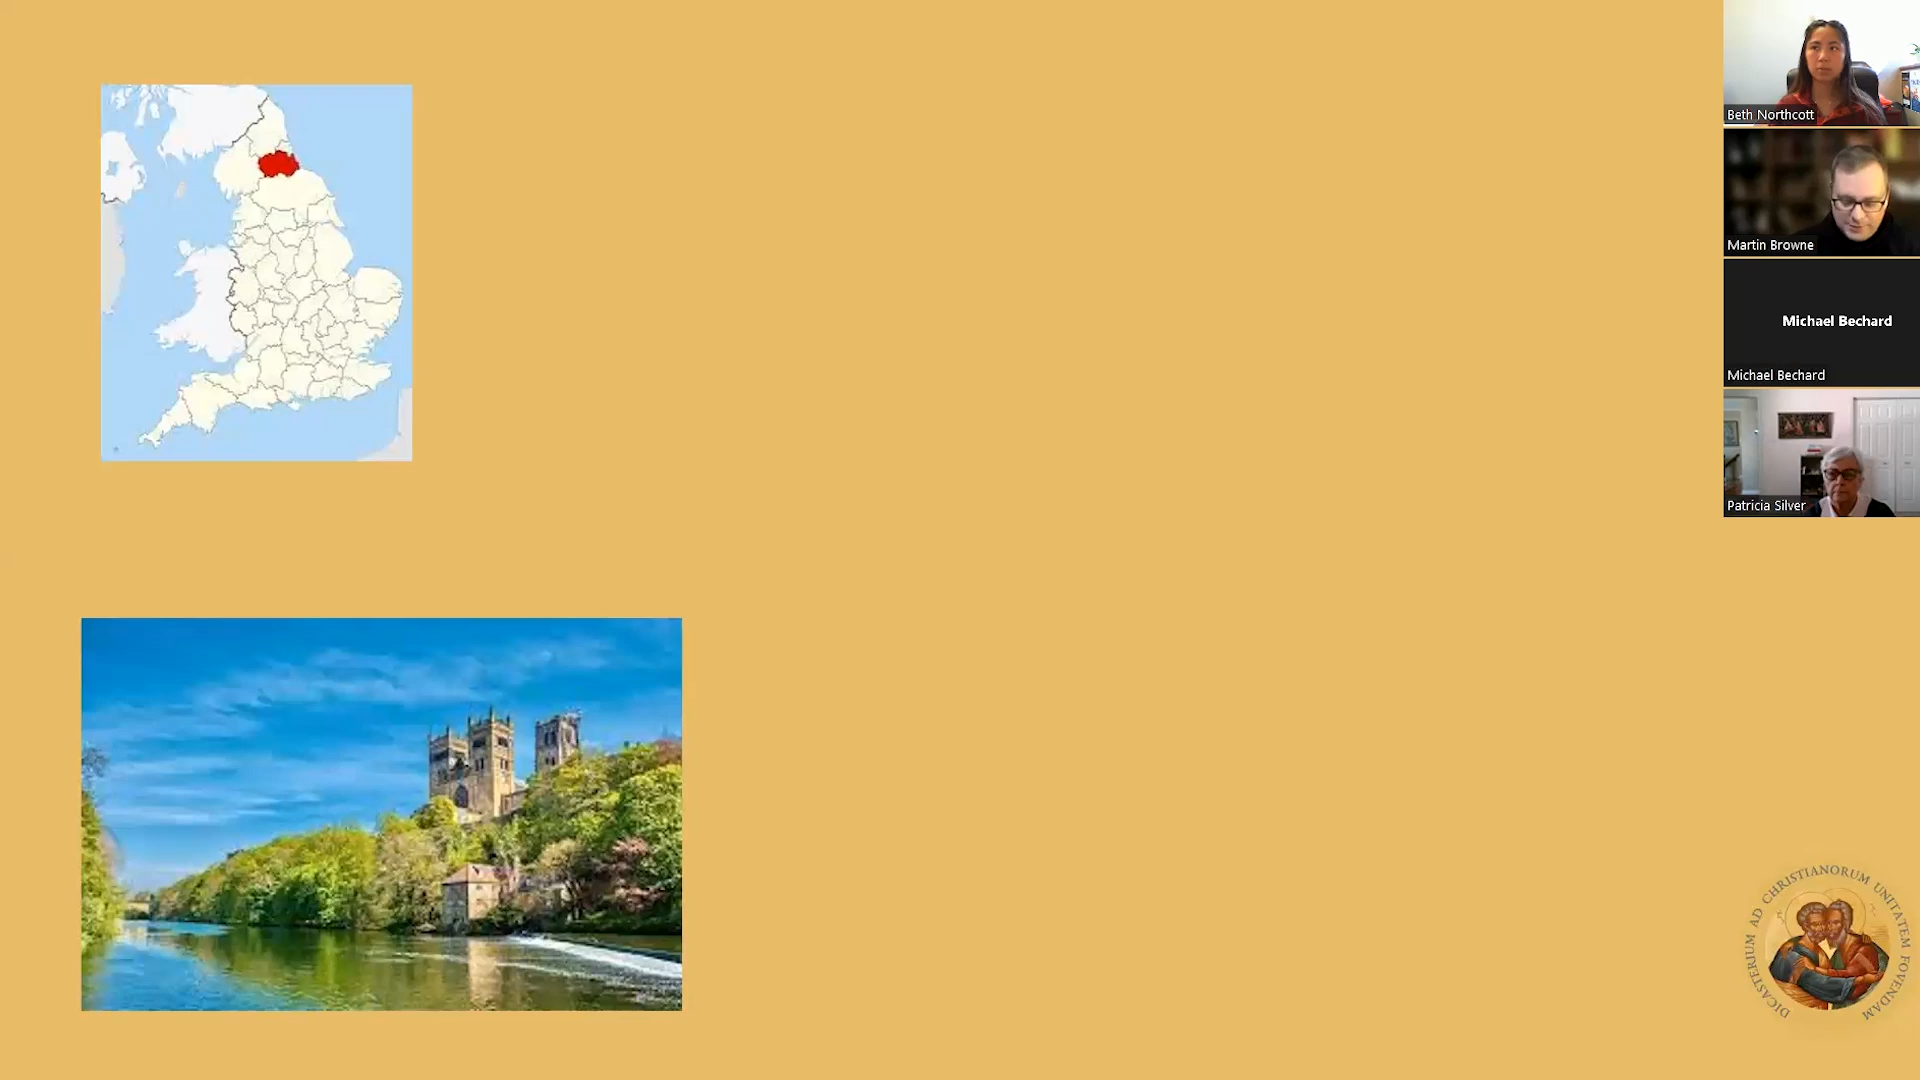 Beth Northcott
Martin Browne
Michael Bechard
Michael Bechard
Patricia Silver
DICASTERIUM AD CHRISTIANORUM UNITATEM FOVENDAM